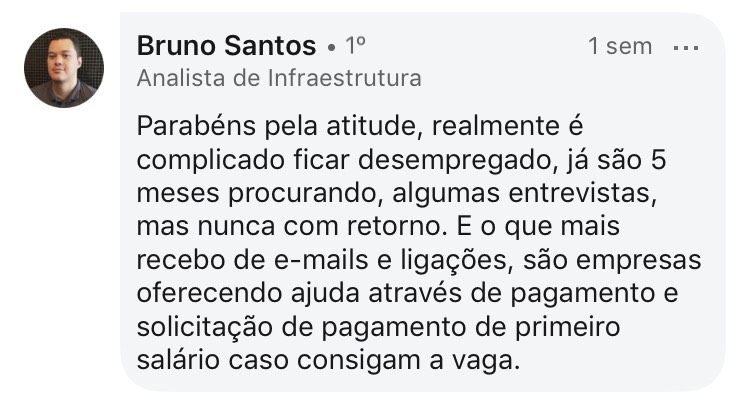 Bruno Santos • 1º 1 sem ...
Analista de Infraestrutura
Parabéns pela atitude, realmente é
complicado ficar desempregado, já são 5
meses procurando, algumas entrevistas,
mas nunca com retorno. E o que mais
recebo de e-mails e ligações, são empresas
oferecendo ajuda através de pagamento e
solicitação de pagamento de primeiro
salário caso consigam a vaga.